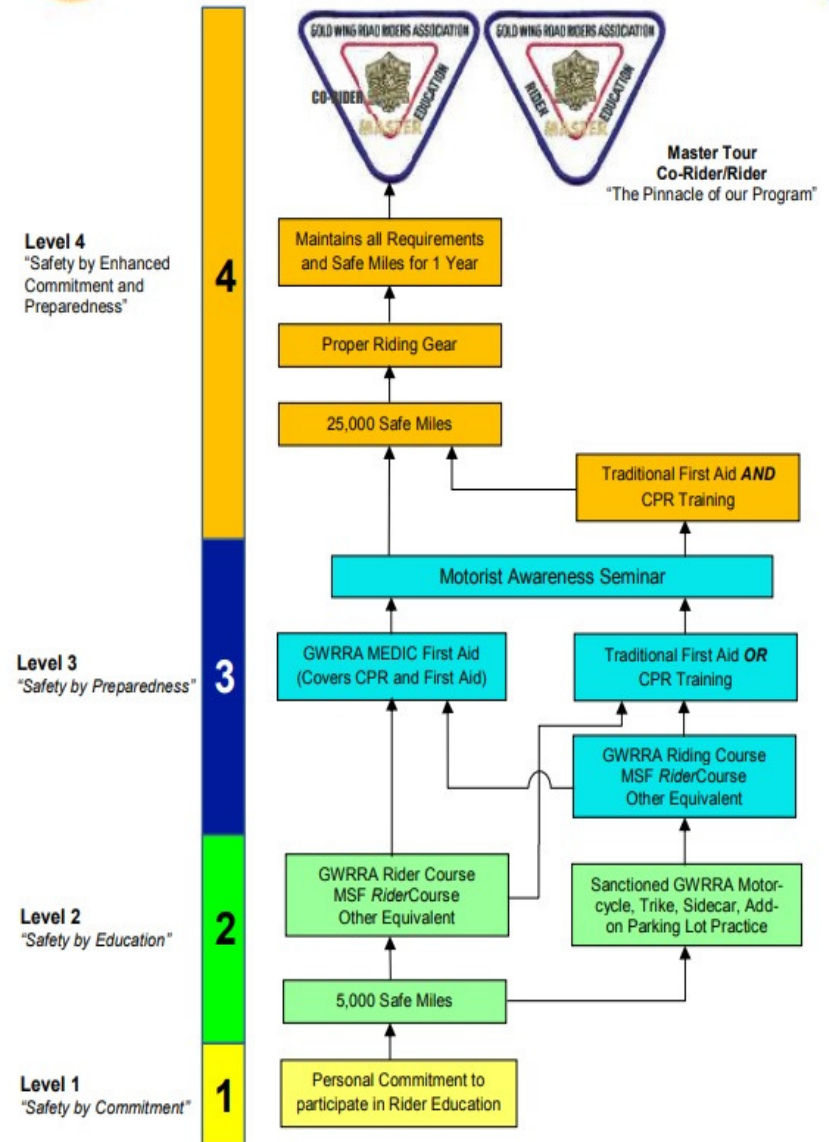 GOLD WING ROAD RIDERS ASSOCIATION
CO-RIDER
EDUCATION
MASTER
GOLD WING ROAD RIDERS ASSOCIATION
RIDER
EDUCATION
MASTER
Master Tour
Co-Rider/Rider
"The Pinnacle of our Program"
Level 4
"Safety by Enhanced
Commitment and
Preparedness"
4
Maintains all Requirements
and Safe Miles for 1 Year
Proper Riding Gear
25,000 Safe Miles
Traditional First Aid AND
CPR Training
Motorist Awareness Seminar
Level 3
"Safety by Preparedness"
3
GWRRA MEDIC First Aid
(Covers CPR and First Aid)
Traditional First Aid OR
CPR Training
GWRRA Riding Course
MSF RiderCourse
Other Equivalent
Level 2
"Safety by Education"
2
GWRRA Rider Course
MSF RiderCourse
Other Equivalent
Sanctioned GWRRA Motor-
cycle, Trike, Sidecar, Add-
on Parking Lot Practice
5,000 Safe Miles
Level 1
"Safety by Commitment"
1
Personal Commitment to
participate in Rider Education